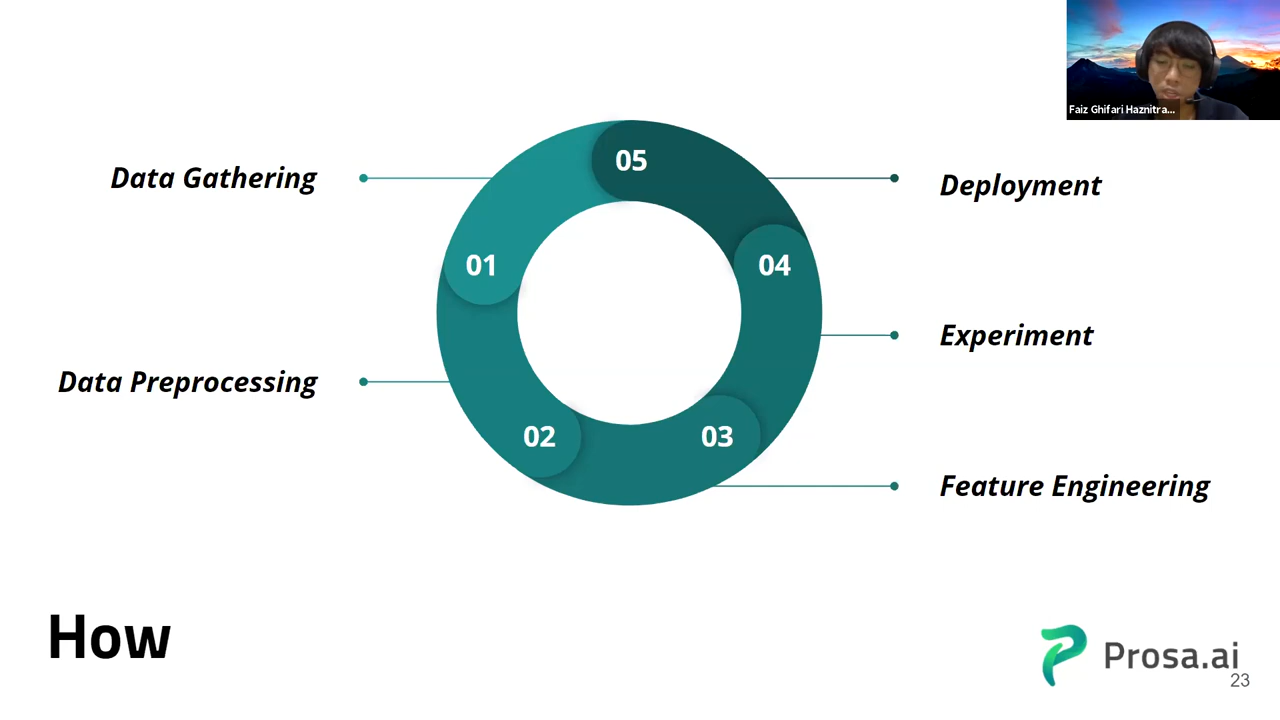 Faiz Ghifari Haznitra...
Data Gathering
Data Preprocessing
05
04
01
02
03
Deployment
Experiment
Feature Engineering
How
Prosa.ai
23